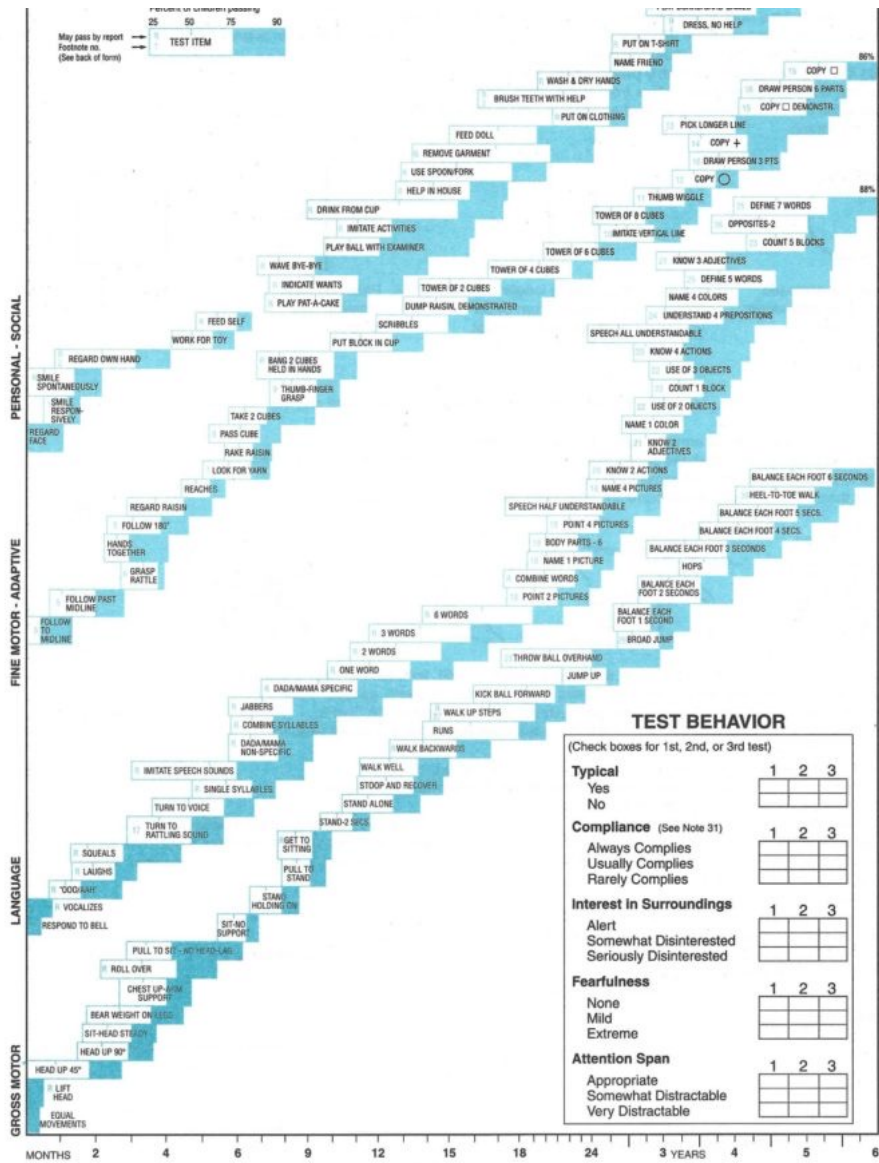 Percent of children passing
25 50 75 90
May pass by report
Footnote no.
(See back of form)
TEST ITEM
DRESS, NO HELP
PUT ON T-SHIRT
NAME FRIEND
86%
COPY □
WASH & DRY HANDS
DRAW PERSON 6 PARTS
BRUSH TEETH WITH HELP
COPY □ DEMONSTR.
PUT ON CLOTHING
PICK LONGER LINE
FEED DOLL
COPY +
REMOVE GARMENT
DRAW PERSON 3 PTS
USE SPOON/FORK
COPY ○
HELP IN HOUSE
THUMB WIGGLE
88%
DEFINE 7 WORDS
DRINK FROM CUP
TOWER OF 8 CUBES
OPPOSITES-2
IMITATE ACTIVITIES
IMITATE VERTICAL LINE
COUNT 5 BLOCKS
PLAY BALL WITH EXAMINER
TOWER OF 6 CUBES
WAVE BYE-BYE
TOWER OF 4 CUBES
KNOW 3 ADJECTIVES
INDICATE WANTS
TOWER OF 2 CUBES
DEFINE 5 WORDS
PLAY PAT-A-CAKE
DUMP RAISIN, DEMONSTRATED
NAME 4 COLORS
FEED SELF
SCRIBBLES
UNDERSTAND 4 PREPOSITIONS
WORK FOR TOY
PUT BLOCK IN CUP
SPEECH ALL UNDERSTANDABLE
REGARD OWN HAND
BANG 2 CUBES
HELD IN HANDS
KNOW 4 ACTIONS
SMILE
SPONTANEOUSLY
THUMB-FINGER
GRASP
USE OF 3 OBJECTS
COUNT 1 BLOCK
SMILE
RESPON-
SIVELY
TAKE 2 CUBES
USE OF 2 OBJECTS
REGARD
FACE
PASS CUBE
NAME 1 COLOR
RAKE RAISIN
KNOW 2
ADJECTIVES
LOOK FOR YARN
KNOW 2 ACTIONS
REACHES
NAME 4 PICTURES
BALANCE EACH FOOT 6 SECONDS
HEEL-TO-TOE WALK
REGARD RAISIN
SPEECH HALF UNDERSTANDABLE
BALANCE EACH FOOT 5 SECS.
FOLLOW 180°
POINT 4 PICTURES
BALANCE EACH FOOT 4 SECS.
HANDS
TOGETHER
BODY PARTS - 6
BALANCE EACH FOOT 3 SECONDS
GRASP
RATTLE
NAME 1 PICTURE
HOPS
COMBINE WORDS
BALANCE EACH
FOOT 2 SECONDS
FOLLOW PAST
MIDLINE
POINT 2 PICTURES
FOLLOW
TO
MIDLINE
6 WORDS
BALANCE EACH
FOOT 1 SECOND
3 WORDS
BROAD JUMP
2 WORDS
THROW BALL OVERHAND
ONE WORD
JUMP UP
DADA/MAMA SPECIFIC
KICK BALL FORWARD
JABBERS
WALK UP STEPS
COMBINE SYLLABLES
RUNS
DADA/MAMA
NON-SPECIFIC
WALK BACKWARDS
IMITATE SPEECH SOUNDS
WALK WELL
SINGLE SYLLABLES
STOOP AND RECOVER
TURN TO VOICE
STAND ALONE
TURN TO
RATTLING SOUND
STAND-2 SECS.
SQUEALS
GET TO
SITTING
LAUGHS
PULL TO
STAND
"OOO/AAH"
VOCALIZES
STAND
HOLDING ON
RESPOND TO BELL
SIT-NO
SUPPORT
PULL TO SIT - NO HEAD-LAG
ROLL OVER
CHEST UP-ARM
SUPPORT
BEAR WEIGHT ON LEGS
SIT-HEAD STEADY
HEAD UP 90°
HEAD UP 45°
LIFT
HEAD
EQUAL
MOVEMENTS
PERSONAL - SOCIAL
FINE MOTOR - ADAPTIVE
LANGUAGE
GROSS MOTOR
MONTHS 2 4 6 9 12 15 18 24 3 YEARS 4 5 6
TEST BEHAVIOR
(Check boxes for 1st, 2nd, or 3rd test)
Typical 1 2 3
Yes
No
Compliance (See Note 31) 1 2 3
Always Complies
Usually Complies
Rarely Complies
Interest in Surroundings 1 2 3
Alert
Somewhat Disinterested
Seriously Disinterested
Fearfulness 1 2 3
None
Mild
Extreme
Attention Span 1 2 3
Appropriate
Somewhat Distractable
Very Distractable